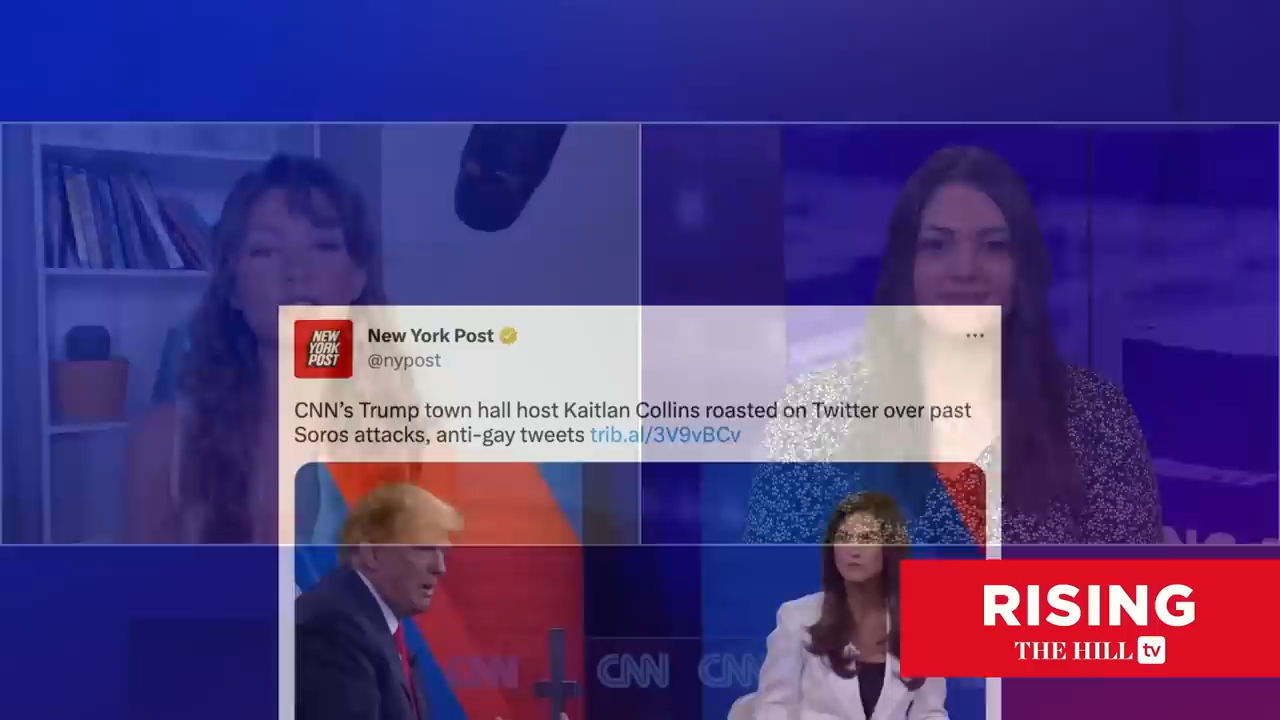 NEW
YORK
POST
New York Post
@nypost
CNN's Trump town hall host Kaitlan Collins roasted on Twitter over past
Soros attacks, anti-gay tweets trib.al/3V9vBCv
CNN CNN CNN
RISING
THE HILL tv